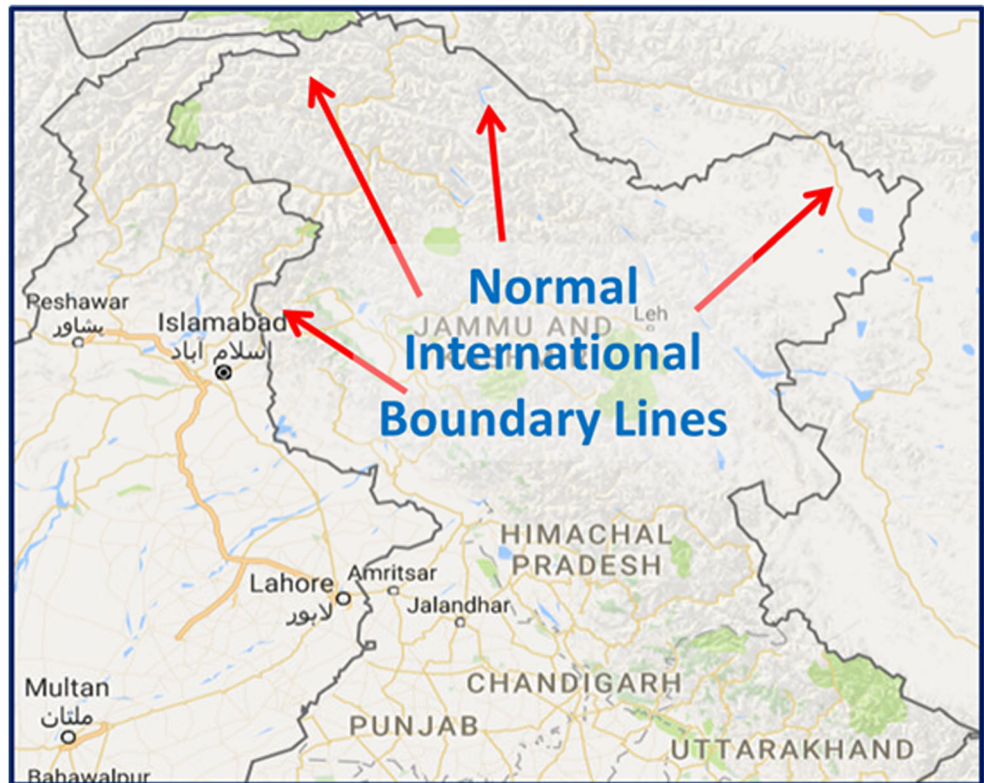 Peshawar
پشاور
Islamabad
اسلام آباد
Normal
Leh
JAMMU AND
International
Boundary Lines
HIMACHAL
PRADESH
Lahore
لاہور
Amritsar
Jalandhar
Multan
ملتان
CHANDIGARH
PUNJAB
UTTARAKHAND
Bahawalpur